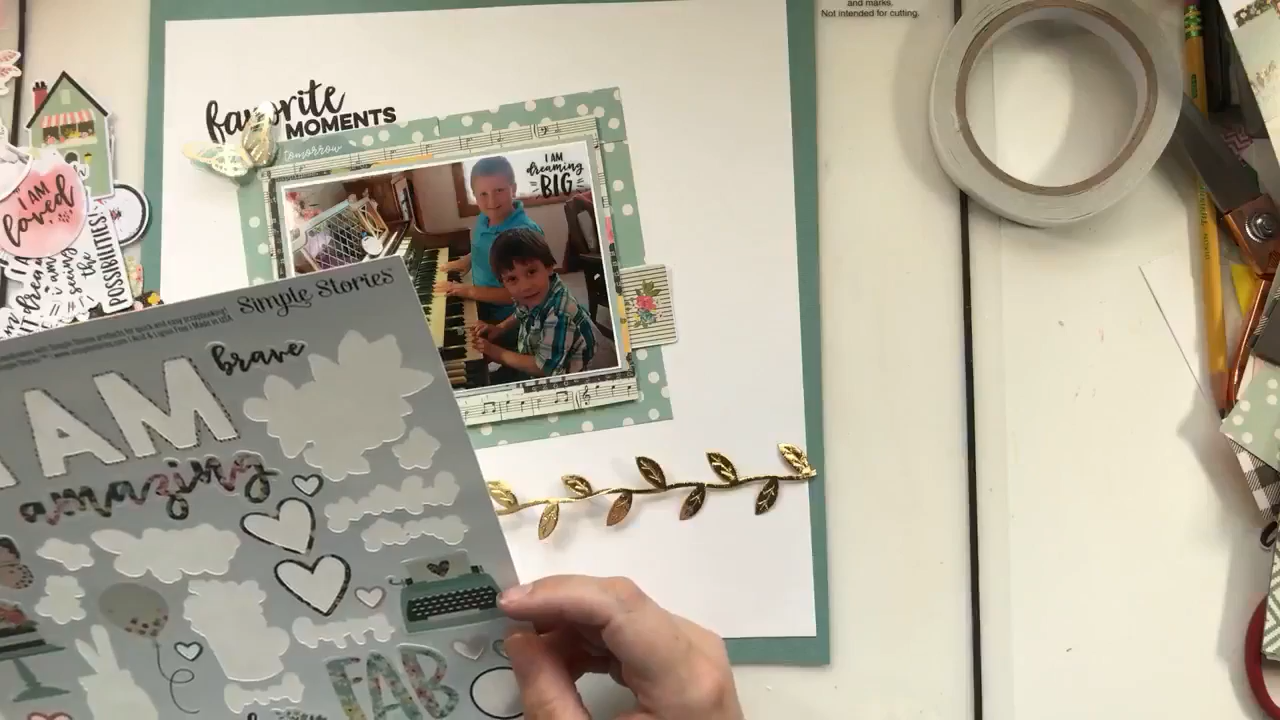 and marks.
Not intended for cutting.
favorite
MOMENTS
tomorrow
I AM
dreaming
BIG
I AM
loved
POSSIBILITIES!
Simple Stories
brave
AM
amazing
FAB